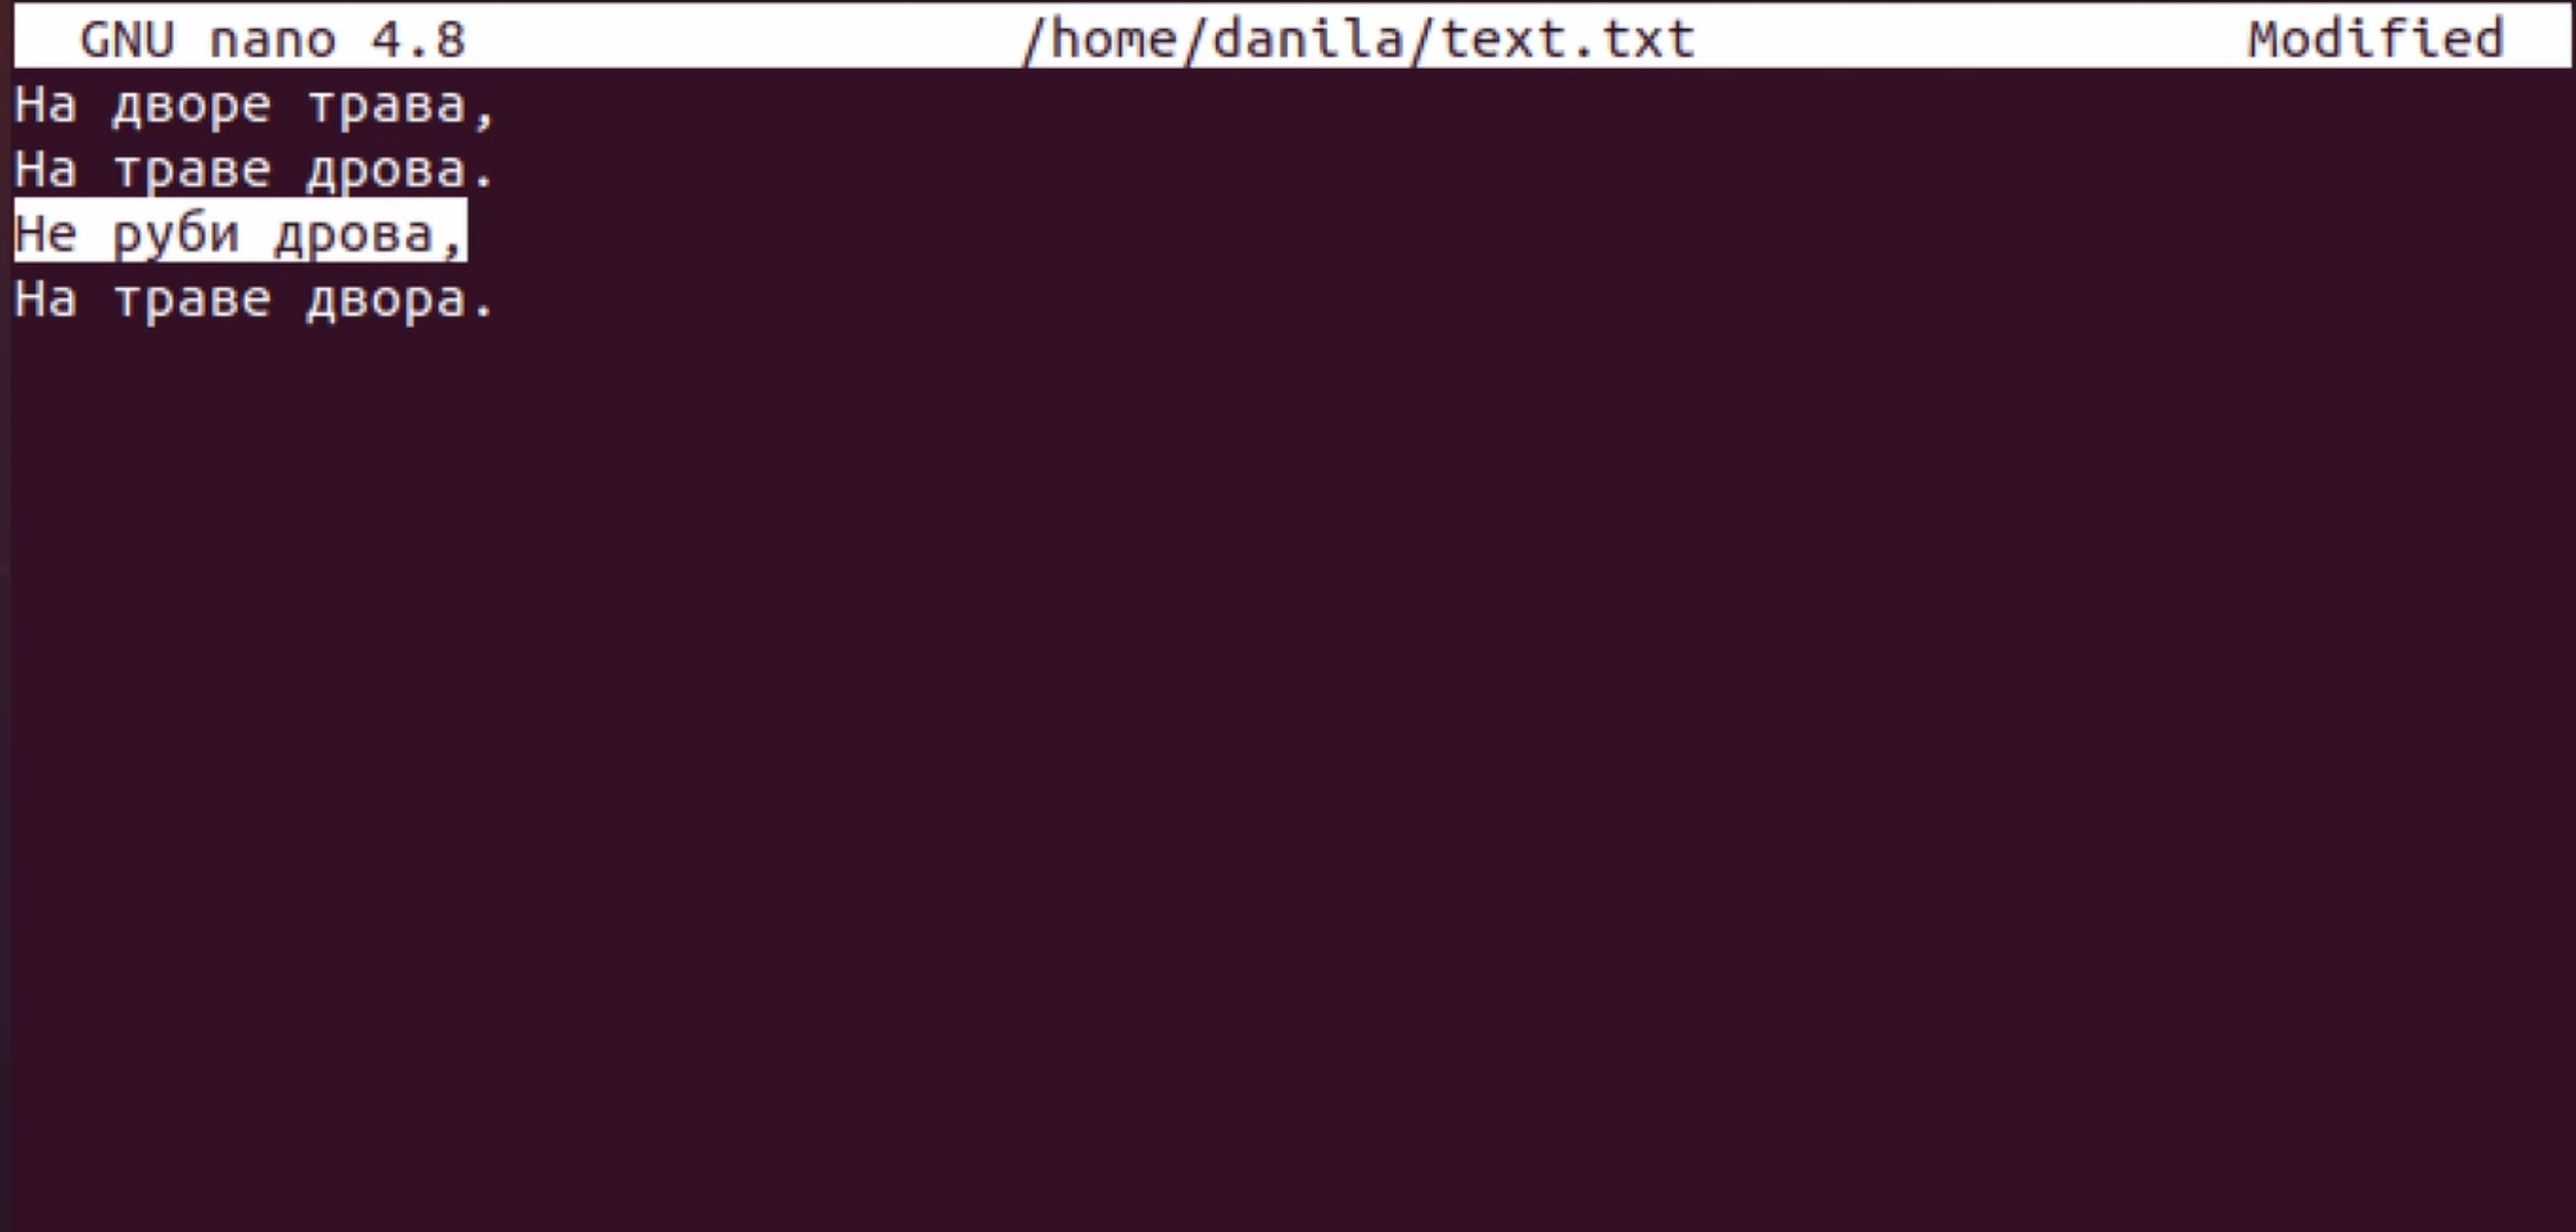 GNU nano 4.8 /home/danila/text.txt Modified
На дворе трава,
На траве дрова.
Не руби дрова,
На траве двора.